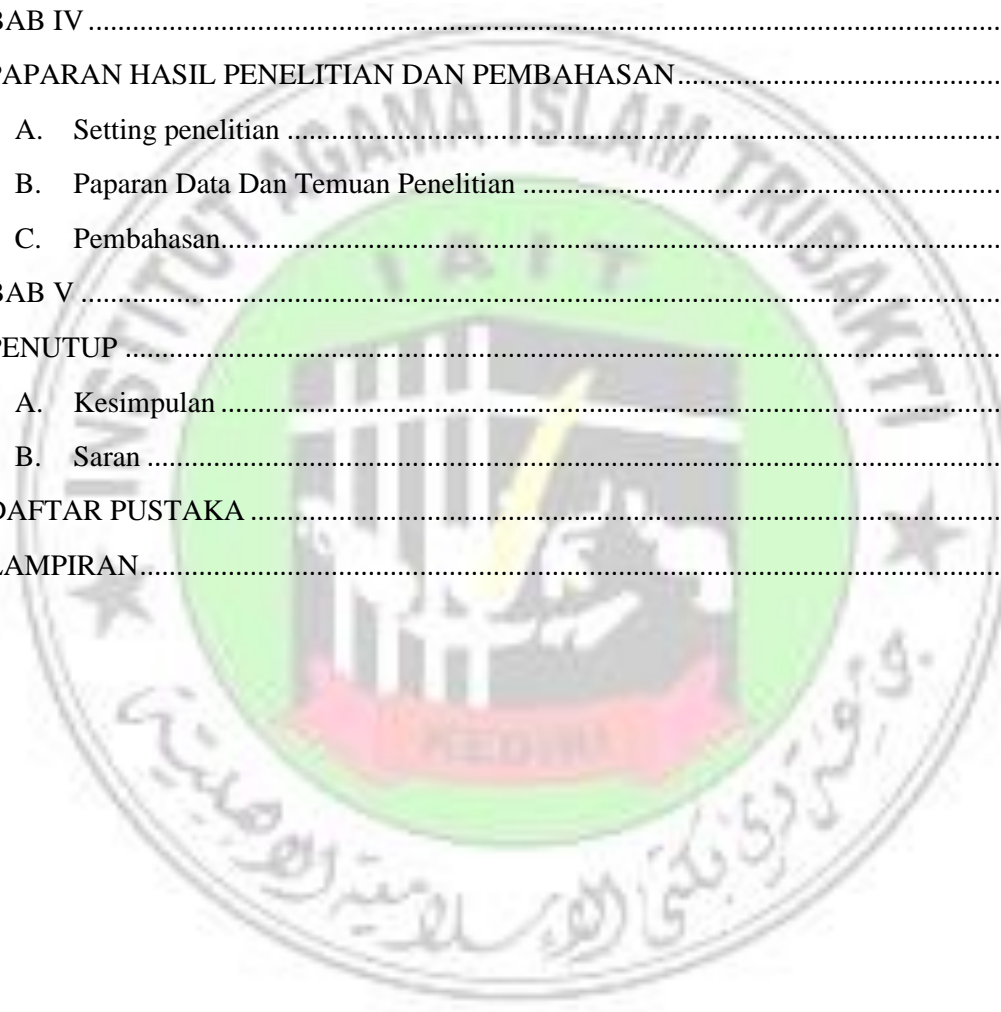 BAB IV ........................................
PAPARAN HASIL PENELITIAN DAN PEMBAHASAN ........................................
A. Setting penelitian ........................................
B. Paparan Data Dan Temuan Penelitian ........................................
C. Pembahasan ........................................
BAB V ........................................
PENUTUP ........................................
A. Kesimpulan ........................................
B. Saran ........................................
DAFTAR PUSTAKA ........................................
LAMPIRAN ........................................
INSTITUT AGAMA ISLAM TRIBAKTI
IAIT
KEDIRI